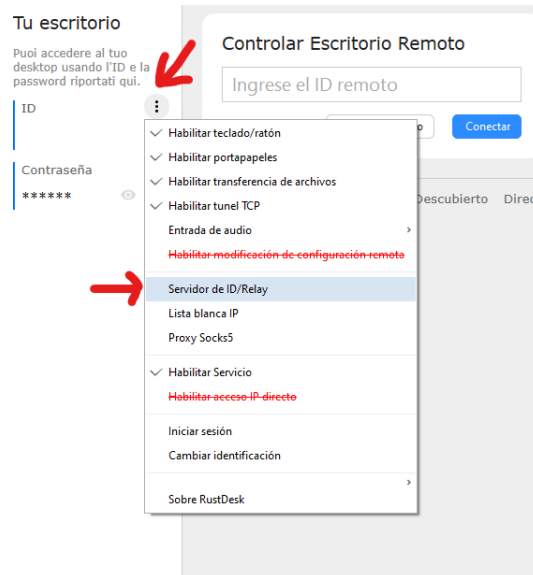 Tu escritorio
Puoi accedere al tuo
desktop usando l'ID e la
password riportati qui.
ID
Contraseña
******
Controlar Escritorio Remoto
Ingrese el ID remoto
Conectar
Descubierto
Habilitar teclado/ratón
Habilitar portapapeles
Habilitar transferencia de archivos
Habilitar tunel TCP
Entrada de audio
Habilitar modificación de configuración remota
Servidor de ID/Relay
Lista blanca IP
Proxy Socks5
Habilitar Servicio
Habilitar acceso IP directo
Iniciar sesión
Cambiar identificación
Sobre RustDesk